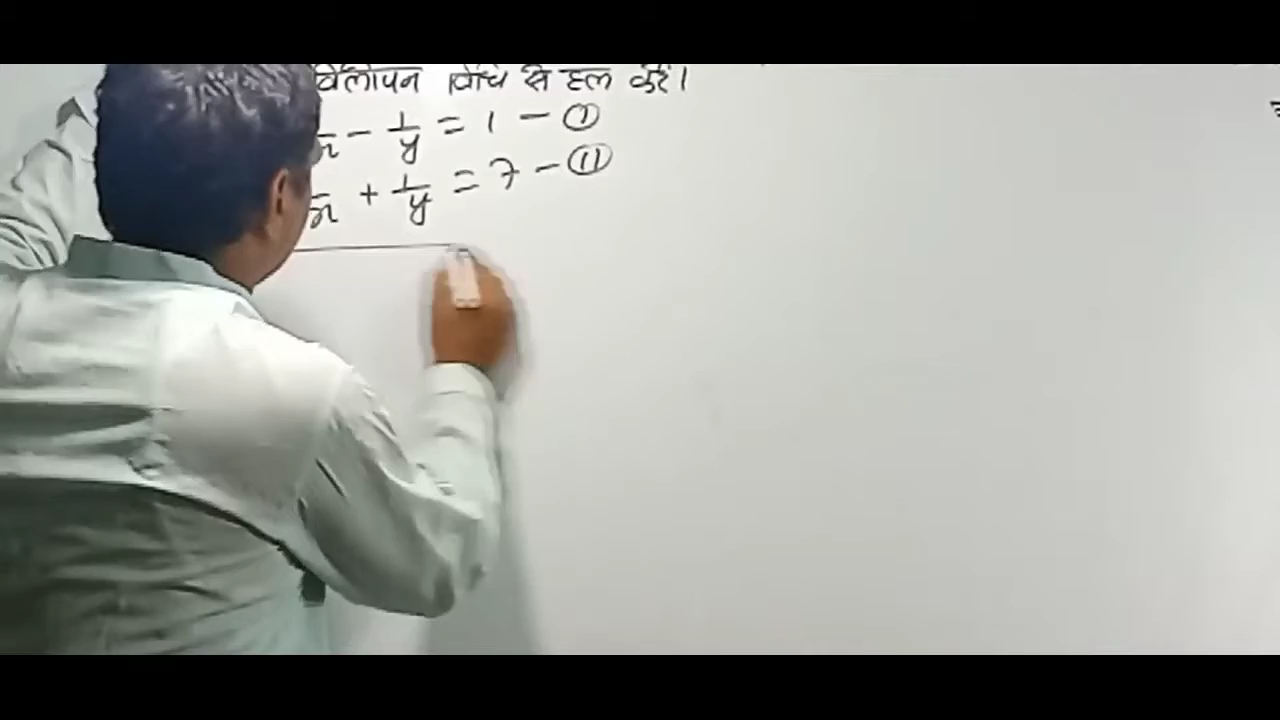 विलोपन विधि से हल करें।
x - 1/y = 1 - ①
x + 1/y = 7 - ⑪